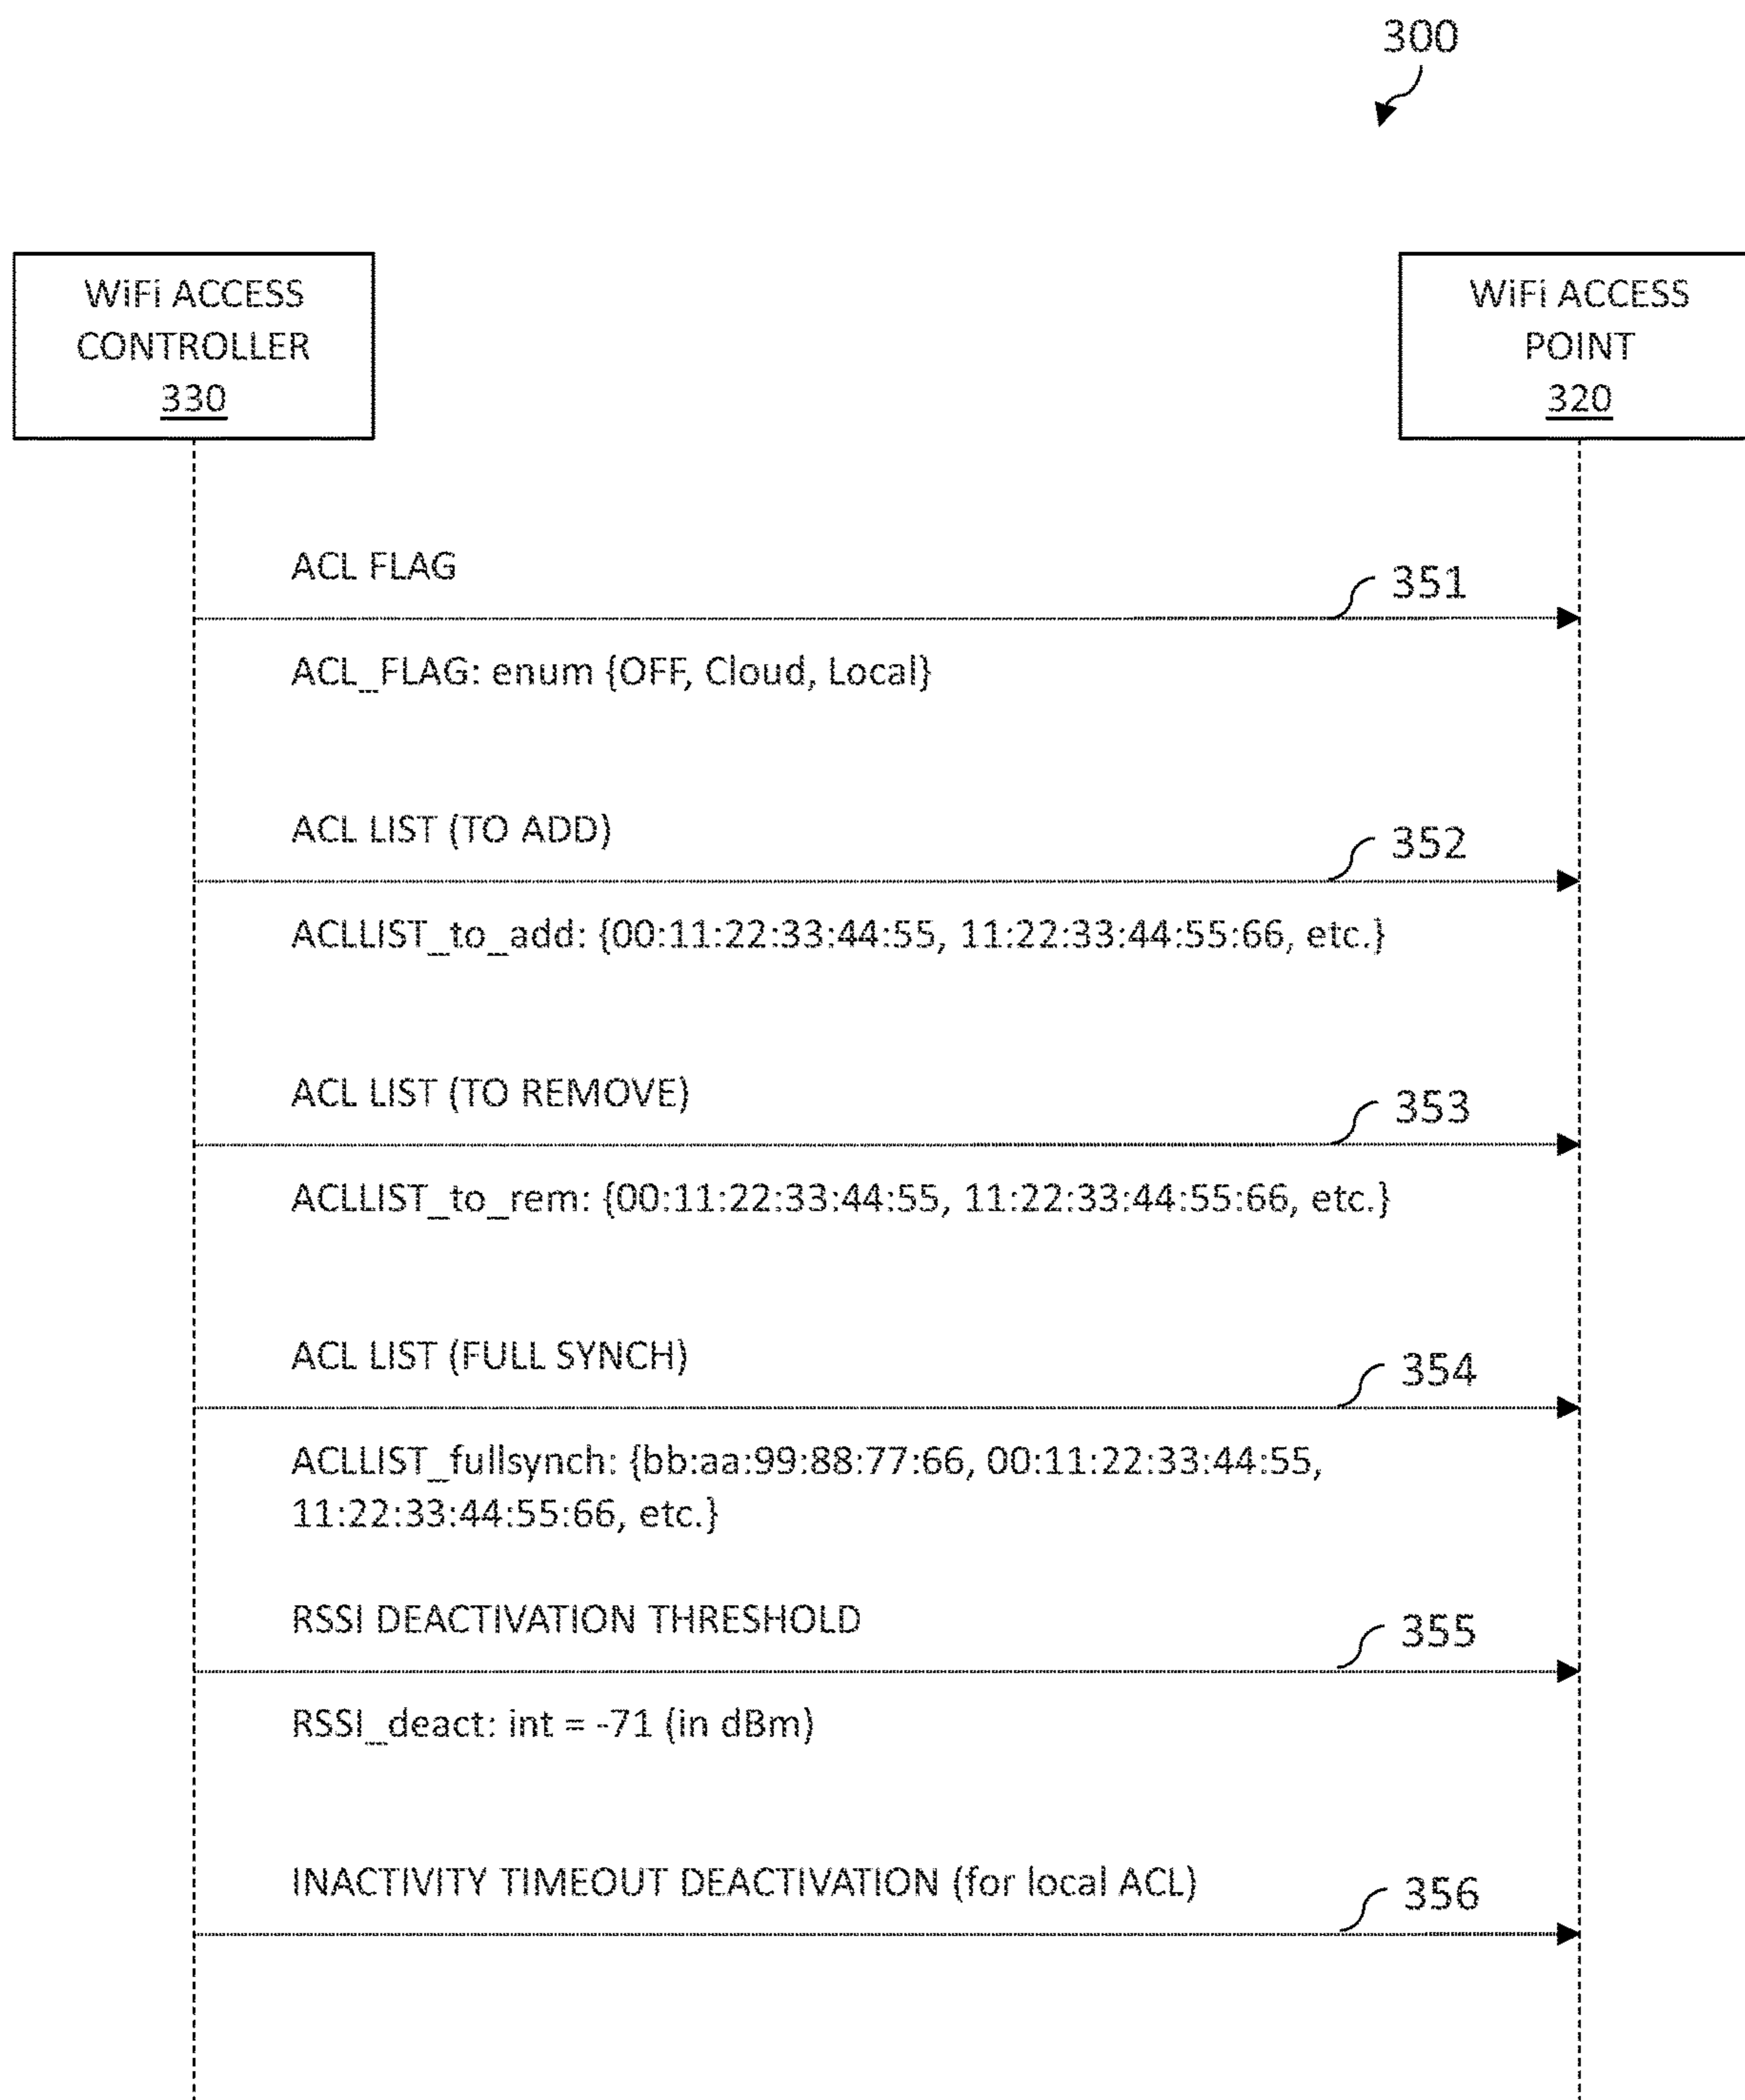 300
WiFi ACCESS
CONTROLLER
330
WiFi ACCESS
POINT
320
ACL FLAG
351
ACL_FLAG: enum {OFF, Cloud, Local}
ACL LIST (TO ADD)
352
ACLLIST_to_add: {00:11:22:33:44:55, 11:22:33:44:55:66, etc.}
ACL LIST (TO REMOVE)
353
ACLLIST_to_rem: {00:11:22:33:44:55, 11:22:33:44:55:66, etc.}
ACL LIST (FULL SYNCH)
354
ACLLIST_fullsynch: {bb:aa:99:88:77:66, 00:11:22:33:44:55,
11:22:33:44:55:66, etc.}
RSSI DEACTIVATION THRESHOLD
355
RSSI_deact: int = -71 (in dBm)
INACTIVITY TIMEOUT DEACTIVATION (for local ACL)
356